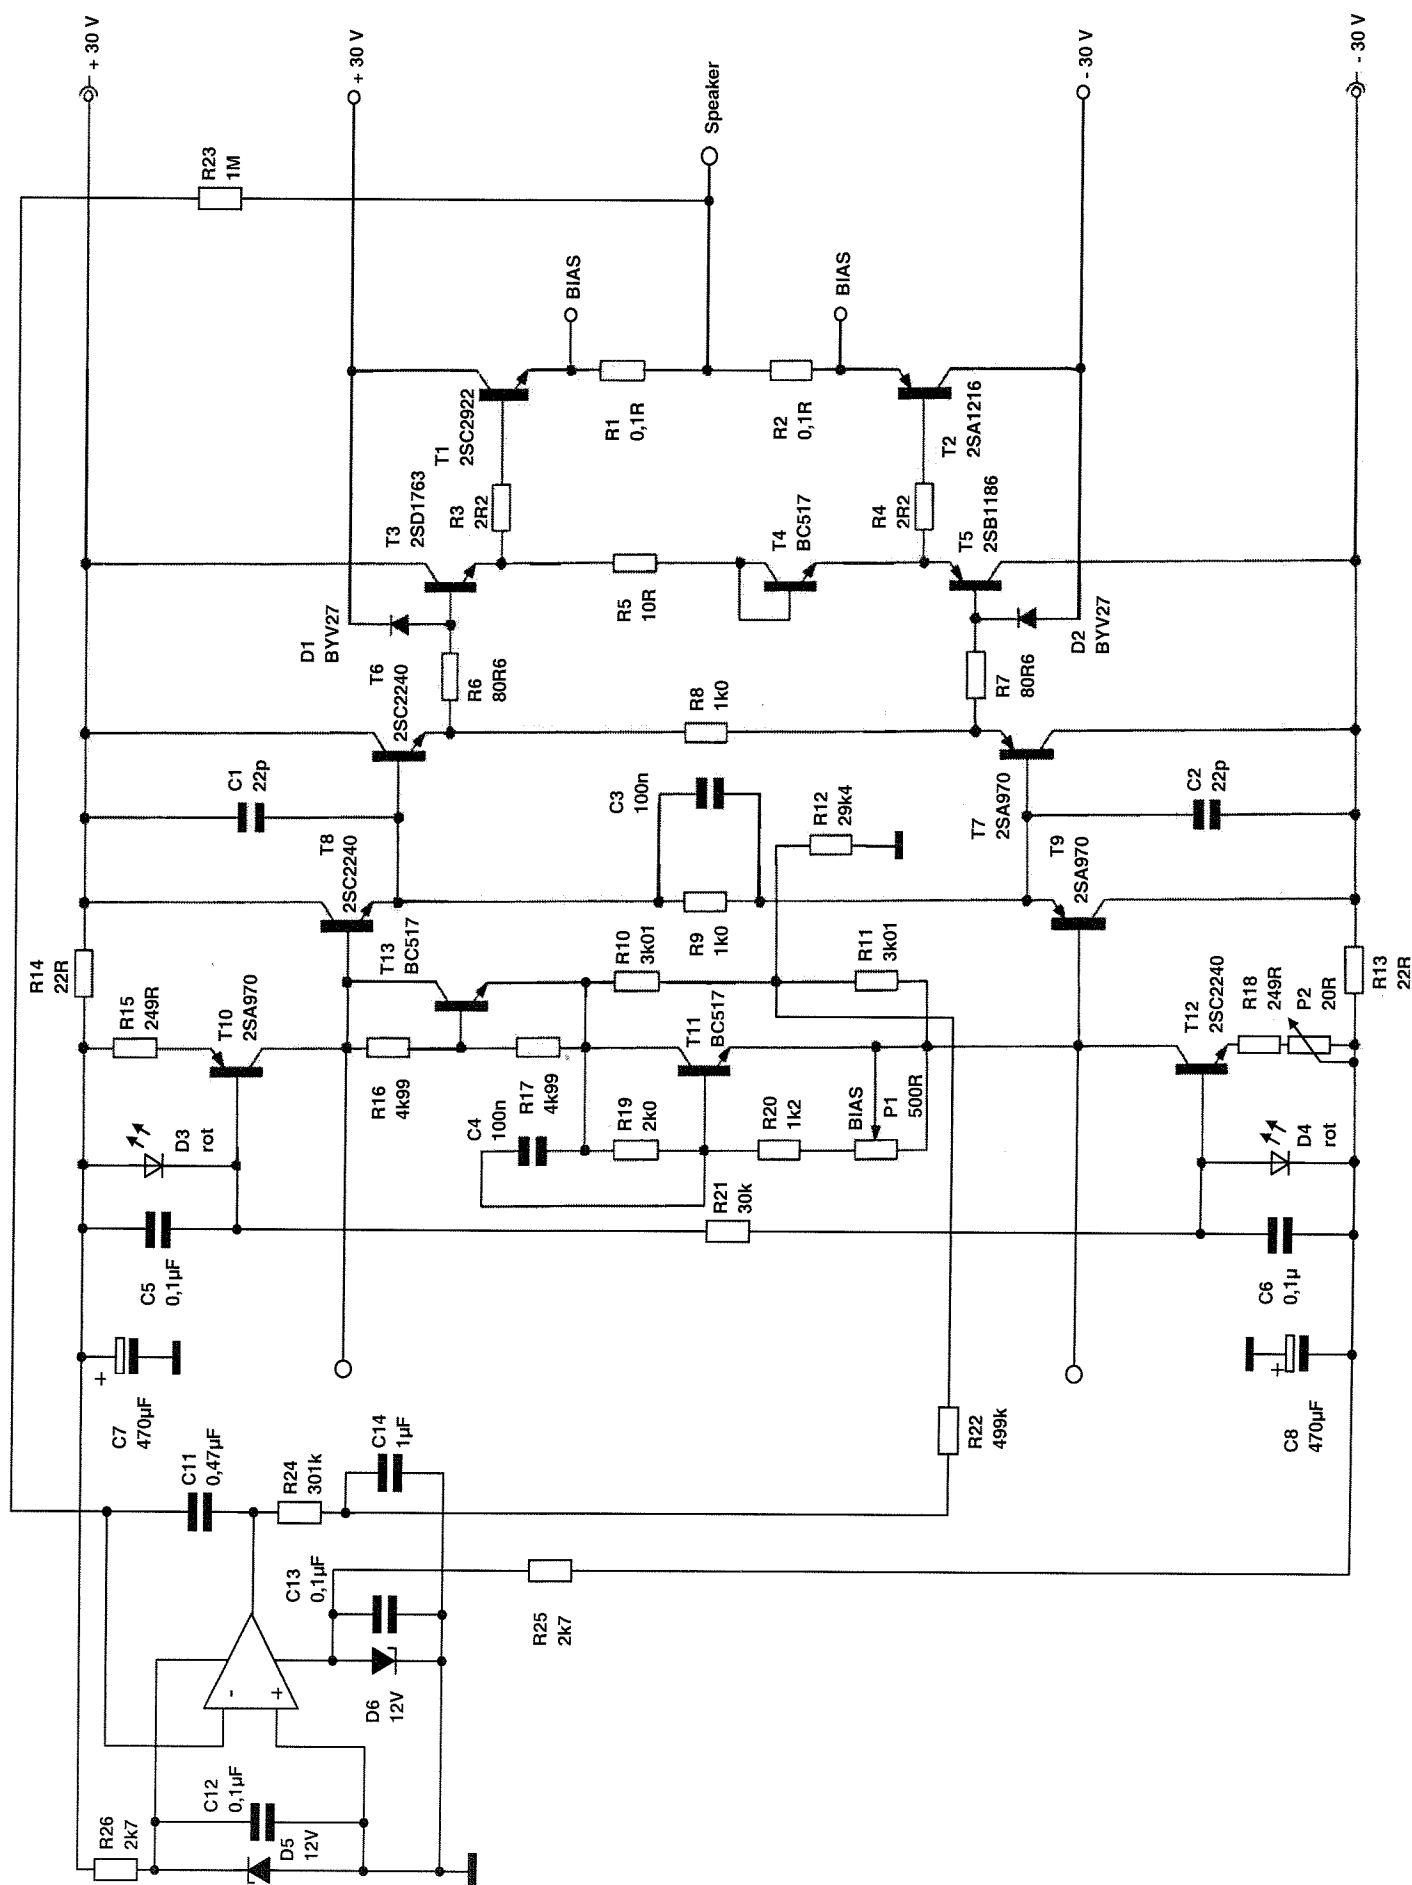 + 30 V
+ 30 V
Speaker
- 30 V
- 30 V
R23
1M
BIAS
BIAS
T1
2SC2922
R1
0,1R
R2
0,1R
T2
2SA1216
T3
2SD1763
R3
2R2
R5
10R
T4
BC517
R4
2R2
T5
2SB1186
D1
BYV27
D2
BYV27
T6
2SC2240
R6
80R6
R8
1k0
R7
80R6
C1
22p
C3
100n
R12
29k4
T7
2SA970
C2
22p
T8
2SC2240
R9
1k0
T9
2SA970
R14
22R
T13
BC517
R10
3k01
R11
3k01
R13
22R
R15
249R
T10
2SA970
R16
4k99
R17
4k99
T11
BC517
T12
2SC2240
R18
249R
P2
20R
D3
rot
C4
100n
R19
2k0
R20
1k2
BIAS
P1
500R
D4
rot
R21
30k
C5
0,1µF
C6
0,1µ
+
C7
470µF
+
C8
470µF
C11
0,47µF
R24
301k
C14
1µF
R22
499k
C13
0,1µF
R25
2k7
-
+
D6
12V
C12
0,1µF
R26
2k7
D5
12V